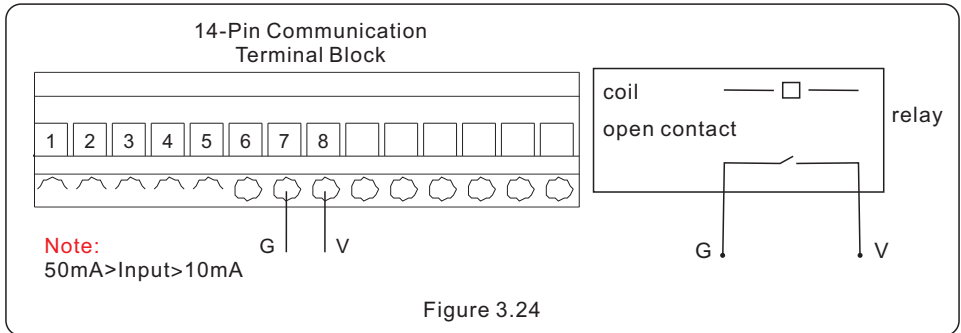 14-Pin Communication
Terminal Block
1 2 3 4 5 6 7 8
coil
open contact
relay
G V
Note:
50mA>Input>10mA
G V
Figure 3.24